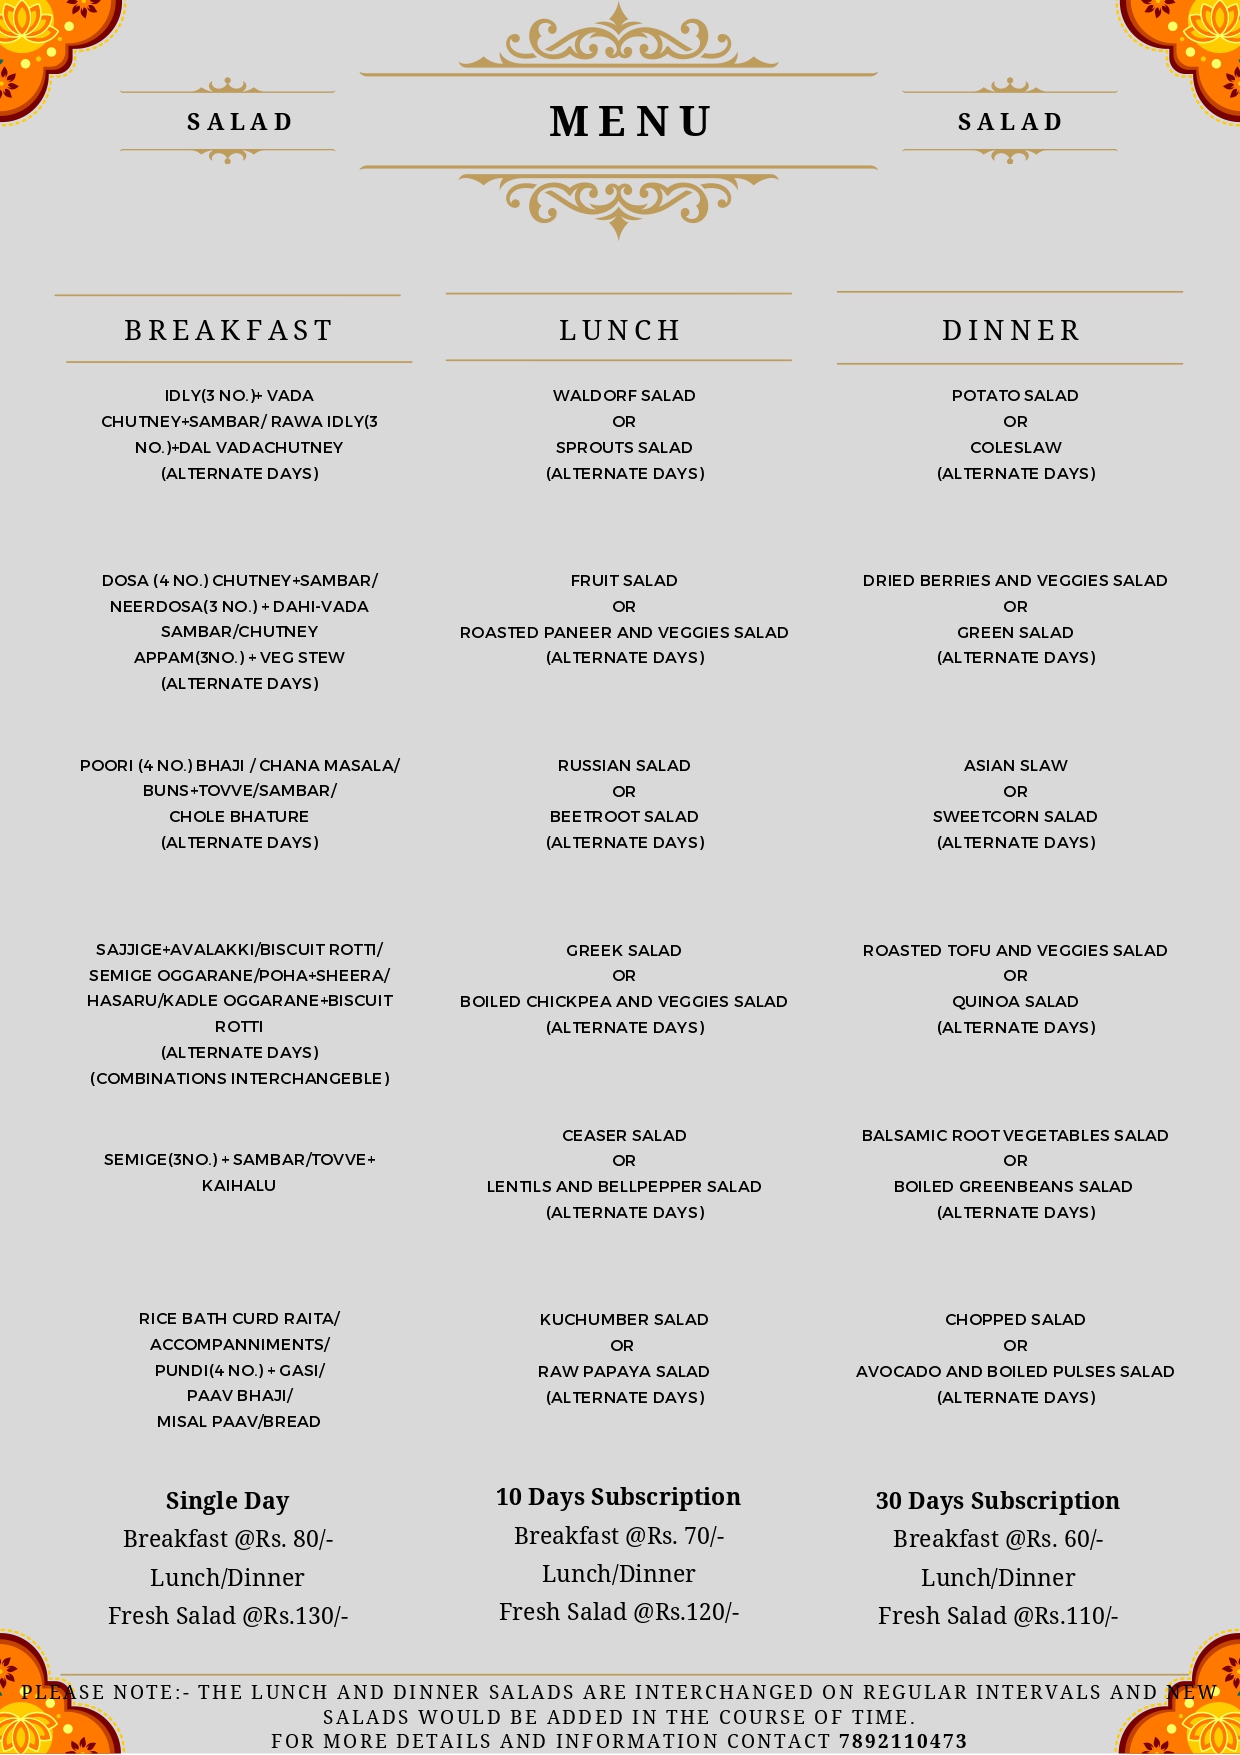 SALAD
MENU
SALAD
BREAKFAST
IDLY(3 NO.)+ VADA
CHUTNEY+SAMBAR/ RAWA IDLY(3
NO.)+DAL VADACHUTNEY
(ALTERNATE DAYS)
DOSA (4 NO.) CHUTNEY+SAMBAR/
NEERDOSA(3 NO.) + DAHI-VADA
SAMBAR/CHUTNEY
APPAM(3NO.) + VEG STEW
(ALTERNATE DAYS)
POORI (4 NO.) BHAJI / CHANA MASALA/
BUNS+TOVVE/SAMBAR/
CHOLE BHATURE
(ALTERNATE DAYS)
SAJJIGE+AVALAKKI/BISCUIT ROTTI/
SEMIGE OGGARANE/POHA+SHEERA/
HASARU/KADLE OGGARANE+BISCUIT
ROTTI
(ALTERNATE DAYS)
(COMBINATIONS INTERCHANGEBLE)
SEMIGE(3NO.) + SAMBAR/TOVVE+
KAIHALU
RICE BATH CURD RAITA/
ACCOMPANNIMENTS/
PUNDI(4 NO.) + GASI/
PAAV BHAJI/
MISAL PAAV/BREAD
LUNCH
WALDORF SALAD
OR
SPROUTS SALAD
(ALTERNATE DAYS)
FRUIT SALAD
OR
ROASTED PANEER AND VEGGIES SALAD
(ALTERNATE DAYS)
RUSSIAN SALAD
OR
BEETROOT SALAD
(ALTERNATE DAYS)
GREEK SALAD
OR
BOILED CHICKPEA AND VEGGIES SALAD
(ALTERNATE DAYS)
CEASER SALAD
OR
LENTILS AND BELLPEPPER SALAD
(ALTERNATE DAYS)
KUCHUMBER SALAD
OR
RAW PAPAYA SALAD
(ALTERNATE DAYS)
DINNER
POTATO SALAD
OR
COLESLAW
(ALTERNATE DAYS)
DRIED BERRIES AND VEGGIES SALAD
OR
GREEN SALAD
(ALTERNATE DAYS)
ASIAN SLAW
OR
SWEETCORN SALAD
(ALTERNATE DAYS)
ROASTED TOFU AND VEGGIES SALAD
OR
QUINOA SALAD
(ALTERNATE DAYS)
BALSAMIC ROOT VEGETABLES SALAD
OR
BOILED GREENBEANS SALAD
(ALTERNATE DAYS)
CHOPPED SALAD
OR
AVOCADO AND BOILED PULSES SALAD
(ALTERNATE DAYS)
Single Day
Breakfast @Rs. 80/-
Lunch/Dinner
Fresh Salad @Rs.130/-
10 Days Subscription
Breakfast @Rs. 70/-
Lunch/Dinner
Fresh Salad @Rs.120/-
30 Days Subscription
Breakfast @Rs. 60/-
Lunch/Dinner
Fresh Salad @Rs.110/-
PLEASE NOTE:- THE LUNCH AND DINNER SALADS ARE INTERCHANGED ON REGULAR INTERVALS AND NEW
SALADS WOULD BE ADDED IN THE COURSE OF TIME.
FOR MORE DETAILS AND INFORMATION CONTACT 7892110473